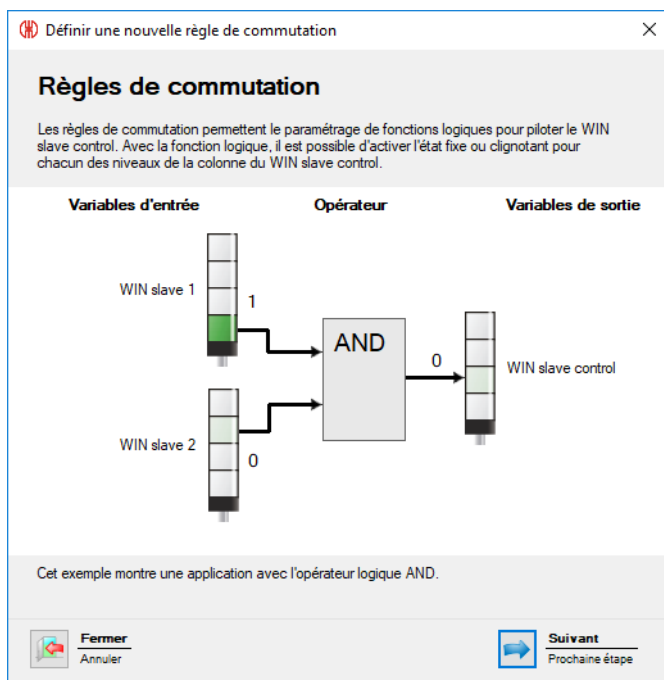 Définir une nouvelle règle de commutation
Règles de commutation
Les règles de commutation permettent le paramétrage de fonctions logiques pour piloter le WIN
slave control. Avec la fonction logique, il est possible d'activer l'état fixe ou clignotant pour
chacun des niveaux de la colonne du WIN slave control.
Variables d'entrée
Opérateur
Variables de sortie
WIN slave 1
1
AND
0
WIN slave control
WIN slave 2
0
Cet exemple montre une application avec l'opérateur logique AND.
Fermer
Annuler
Suivant
Prochaine étape